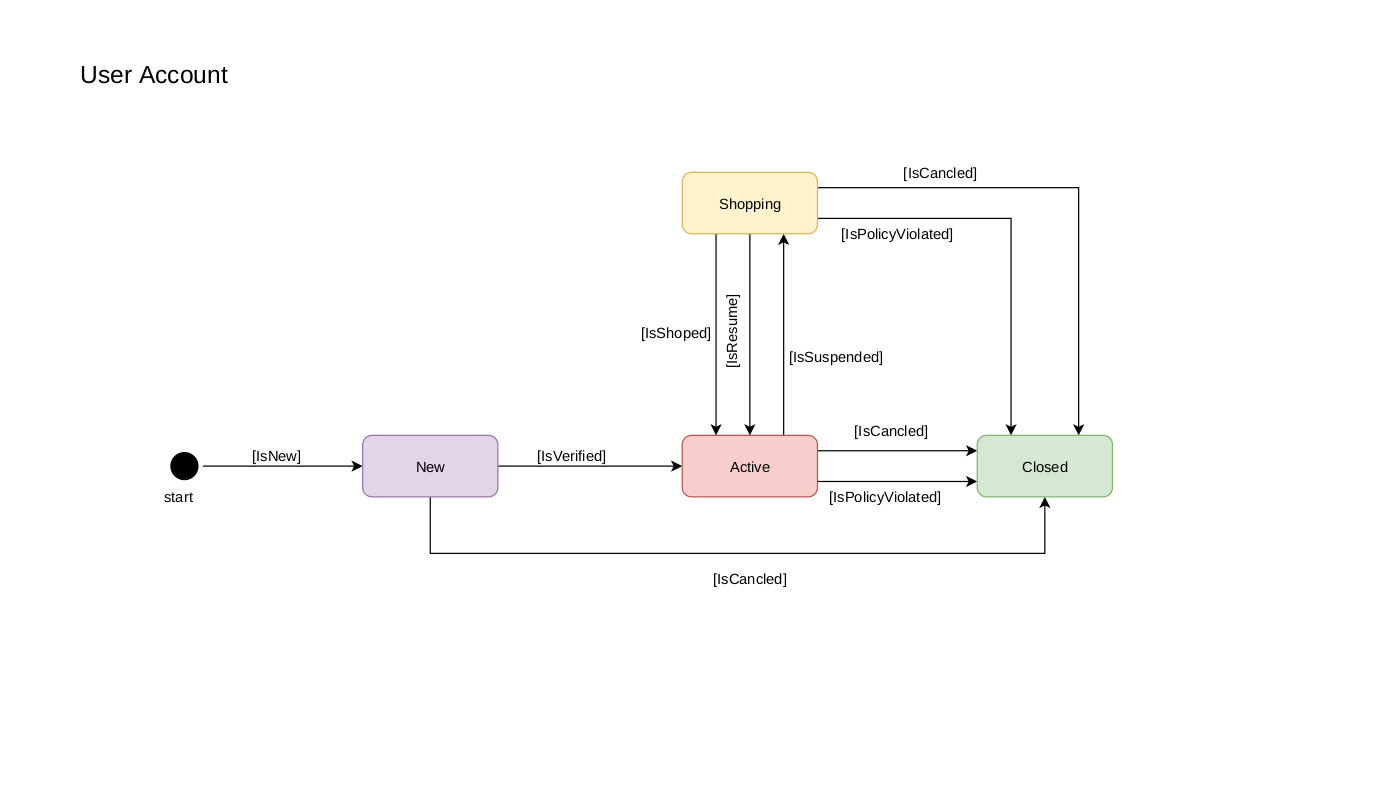 User Account
[IsCancled]
Shopping
[IsPolicyViolated]
[IsShoped]
[IsResume]
[IsSuspended]
[IsCancled]
[IsNew]
[IsVerified]
New
Active
Closed
start
[IsPolicyViolated]
[IsCancled]